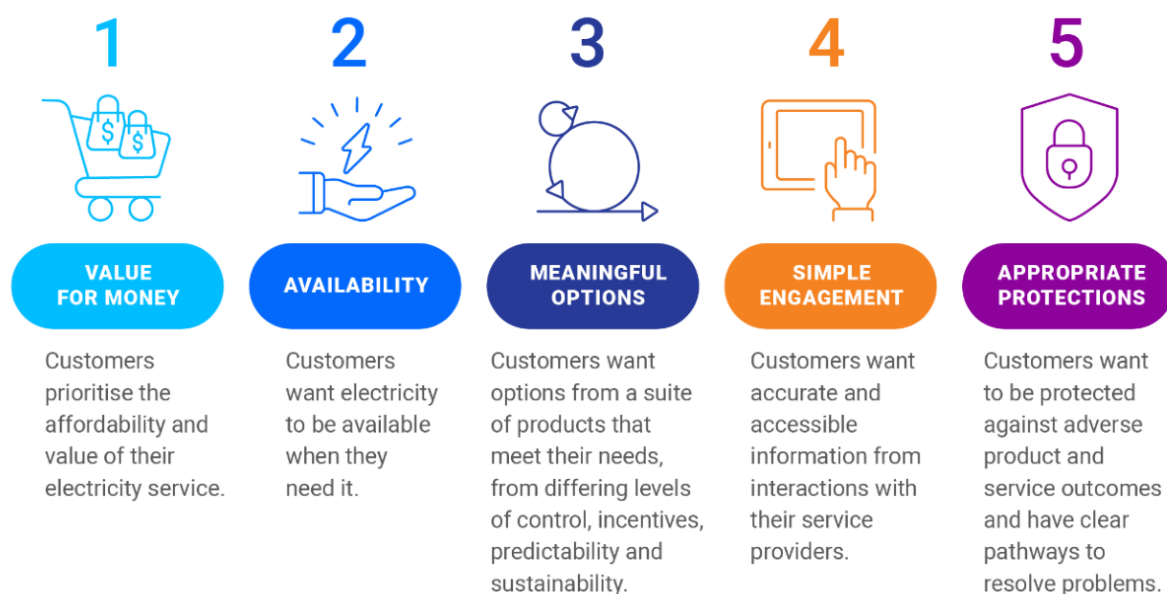 1
$
$
VALUE
FOR MONEY
Customers
prioritise the
affordability and
value of their
electricity service.
2
AVAILABILITY
Customers
want electricity
to be available
when they
need it.
3
MEANINGFUL
OPTIONS
Customers want
options from a suite
of products that
meet their needs,
from differing levels
of control, incentives,
predictability and
sustainability.
4
SIMPLE
ENGAGEMENT
Customers want
accurate and
accessible
information from
interactions with
their service
providers.
5
APPROPRIATE
PROTECTIONS
Customers want
to be protected
against adverse
product and
service outcomes
and have clear
pathways to
resolve problems.